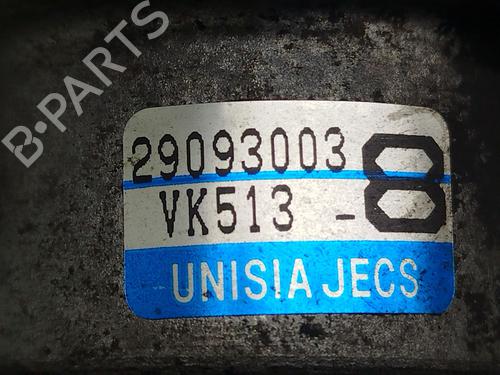 B-PARTS
29093003
VK513 - 8
UNISIA JECS